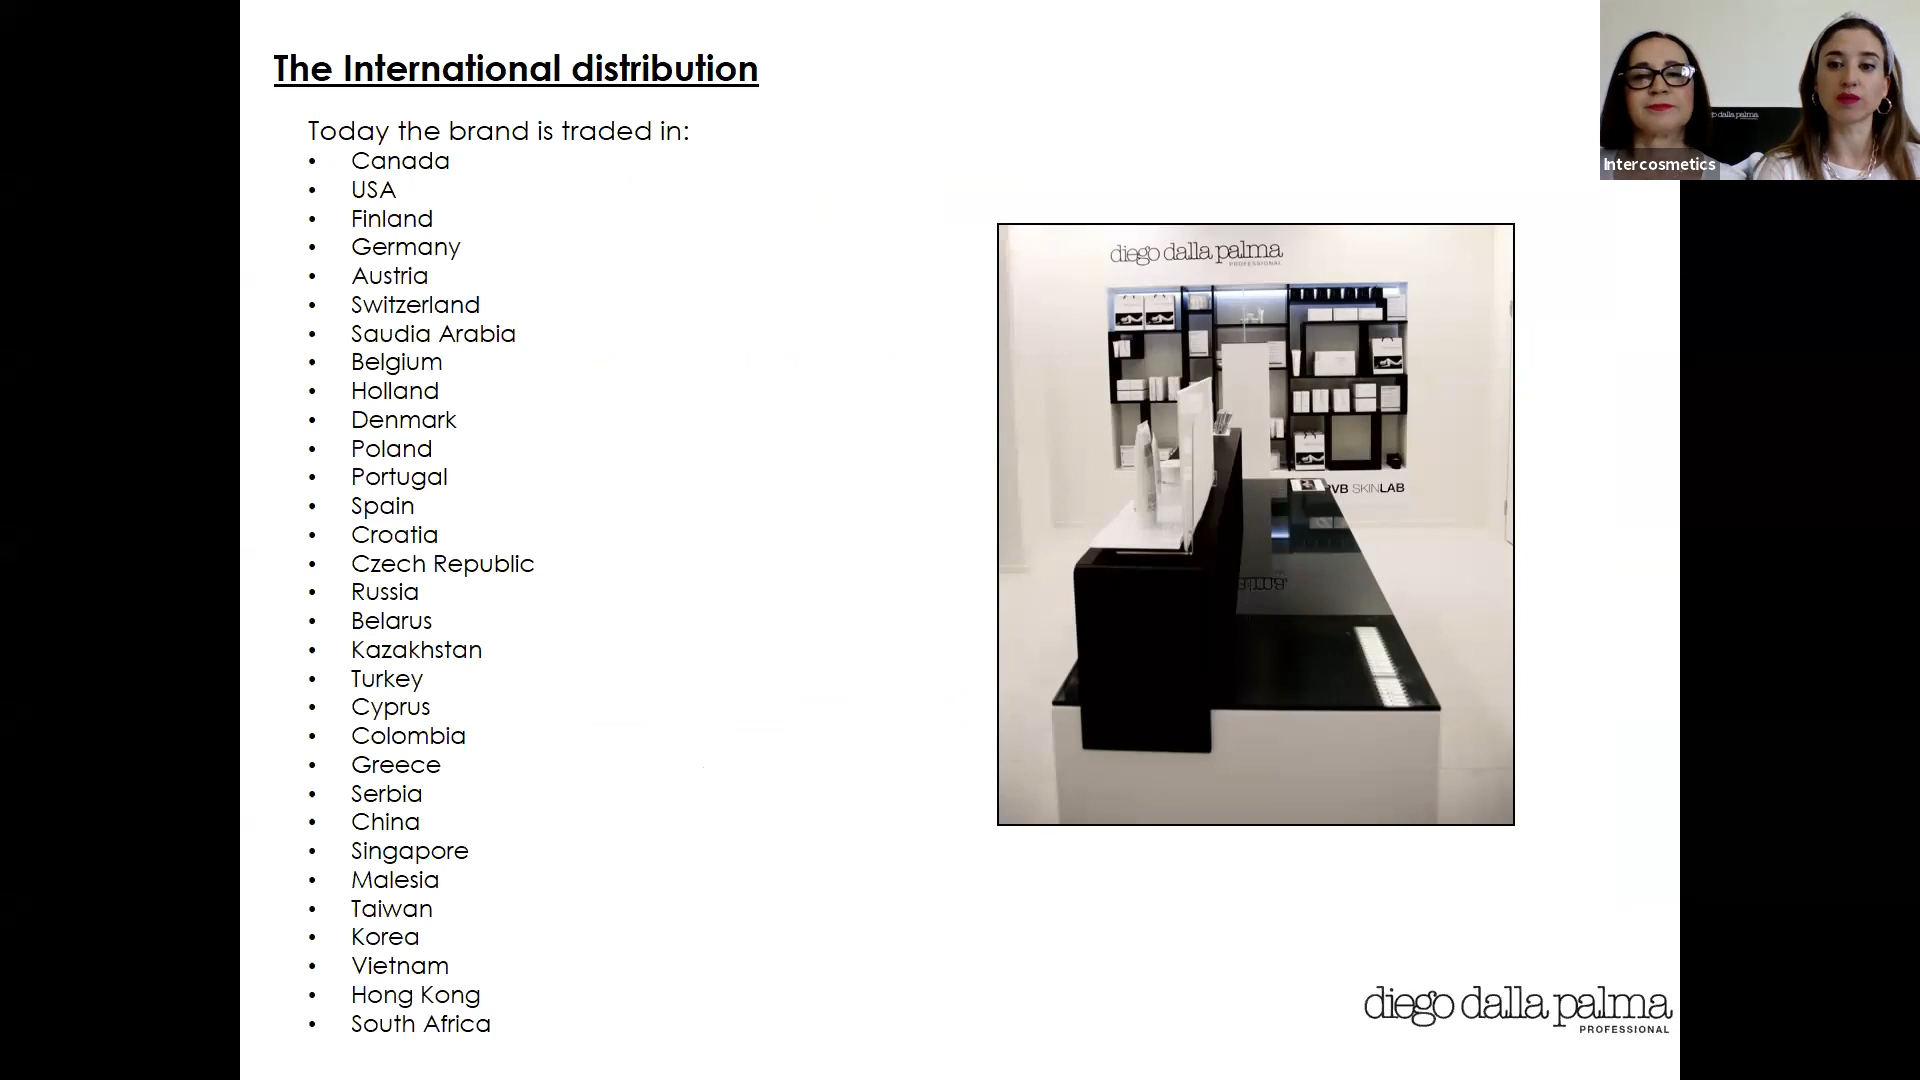 The International distribution
Today the brand is traded in:
• Canada
• USA
• Finland
• Germany
• Austria
• Switzerland
• Saudia Arabia
• Belgium
• Holland
• Denmark
• Poland
• Portugal
• Spain
• Croatia
• Czech Republic
• Russia
• Belarus
• Kazakhstan
• Turkey
• Cyprus
• Colombia
• Greece
• Serbia
• China
• Singapore
• Malesia
• Taiwan
• Korea
• Vietnam
• Hong Kong
• South Africa
diego dalla palma
PROFESSIONAL
SKINLAB
dalla palma
Intercosmetics
diego dalla palma
PROFESSIONAL